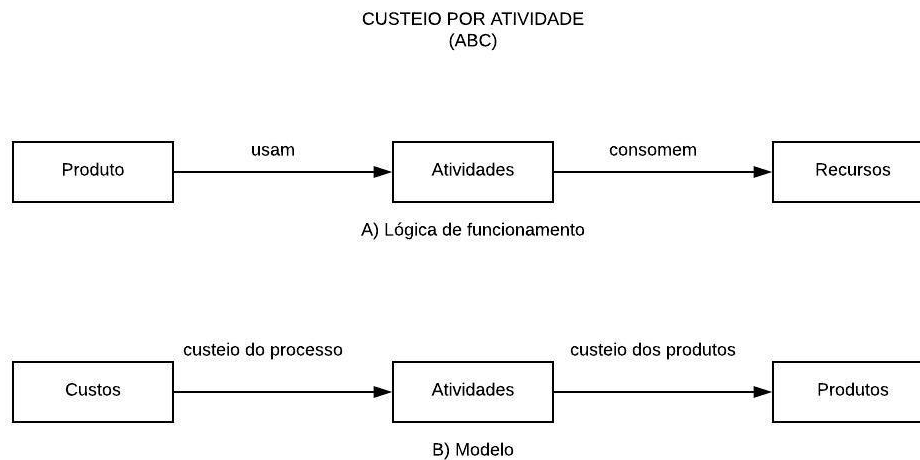 CUSTEIO POR ATIVIDADE
(ABC)
usam
consomem
Produto
Atividades
Recursos
A) Lógica de funcionamento
custeio do processo
custeio dos produtos
Custos
Atividades
Produtos
B) Modelo